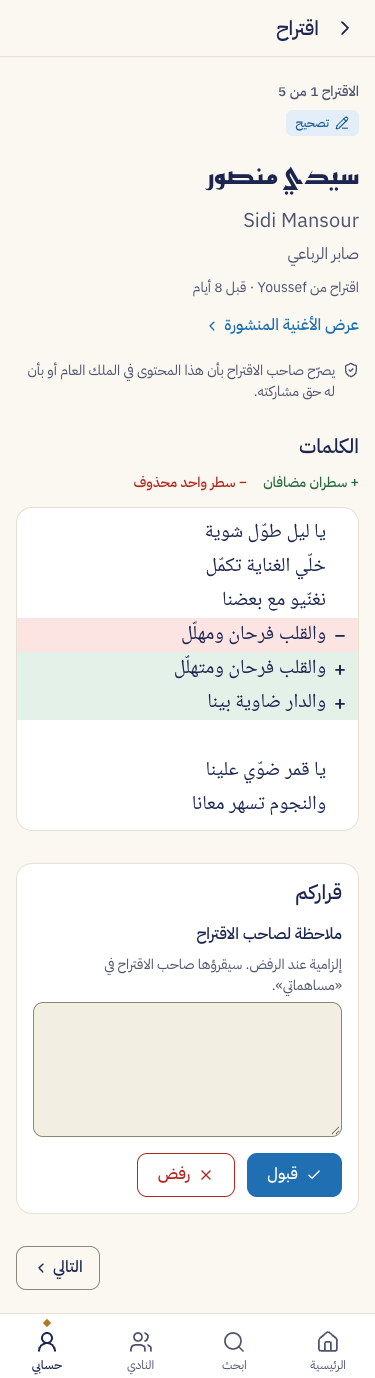 اقتراح
الاقتراح 1 من 5
تصحيح
سيدي منصور
Sidi Mansour
صابر الرباعي
اقتراح من Youssef · قبل 8 أيام
عرض الأغنية المنشورة
يصرّح صاحب الاقتراح بأن هذا المحتوى في الملك العام أو بأن
له حق مشاركته.
الكلمات
+ سطران مضافان − سطر واحد محذوف
يا ليل طوّل شوية
خلّي الغناية تكمّل
نغنّيو مع بعضنا
− والقلب فرحان ومهلّل
+ والقلب فرحان ومتهلّل
+ والدار ضاوية بينا
يا قمر ضوّي علينا
والنجوم تسهر معانا
قراركم
ملاحظة لصاحب الاقتراح
إلزامية عند الرفض. سيقرؤها صاحب الاقتراح في
«مساهماتي».
قبول رفض
التالي
الرئيسية ابحث النادي حسابي